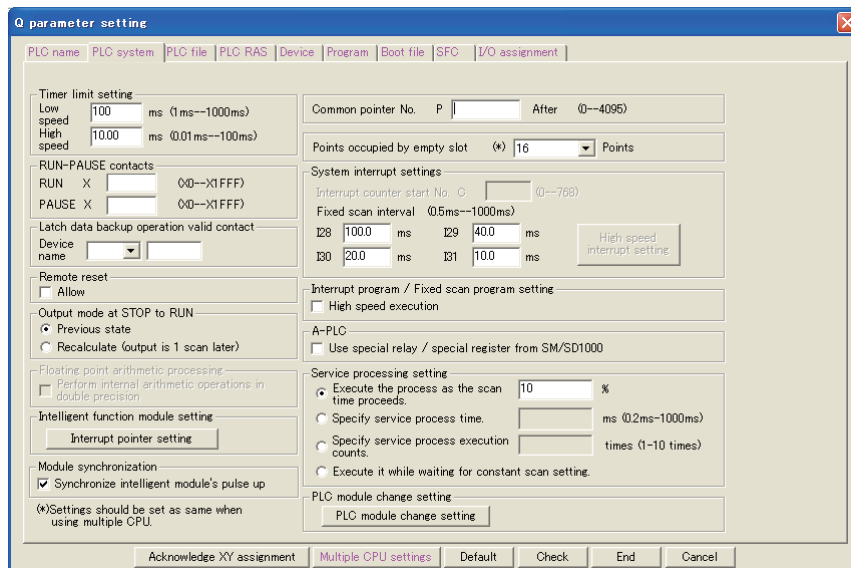 Q parameter setting
PLC name PLC system PLC file PLC RAS Device Program Boot file SFC I/O assignment
Timer limit setting
Low speed 100 ms (1ms--1000ms)
High speed 10.00 ms (0.01ms--100ms)
RUN-PAUSE contacts
RUN X (X0--X1FFF)
PAUSE X (X0--X1FFF)
Latch data backup operation valid contact
Device name
Remote reset
Allow
Output mode at STOP to RUN
Previous state
Recalculate (output is 1 scan later)
Floating point arithmetic processing
Perform internal arithmetic operations in
double precision
Intelligent function module setting
Interrupt pointer setting
Module synchronization
Synchronize intelligent module's pulse up
(*)Settings should be set as same when
using multiple CPU.
Common pointer No. P After (0--4095)
Points occupied by empty slot (*) 16 Points
System interrupt settings
Interrupt counter start No. C (0--768)
Fixed scan interval (0.5ms--1000ms)
I28 100.0 ms I29 40.0 ms
I30 20.0 ms I31 10.0 ms
High speed
interrupt setting
Interrupt program / Fixed scan program setting
High speed execution
A-PLC
Use special relay / special register from SM/SD1000
Service processing setting
Execute the process as the scan
time proceeds. 10 %
Specify service process time. ms (0.2ms-1000ms)
Specify service process execution
counts. times (1-10 times)
Execute it while waiting for constant scan setting.
PLC module change setting
PLC module change setting
Acknowledge XY assignment Multiple CPU settings Default Check End Cancel